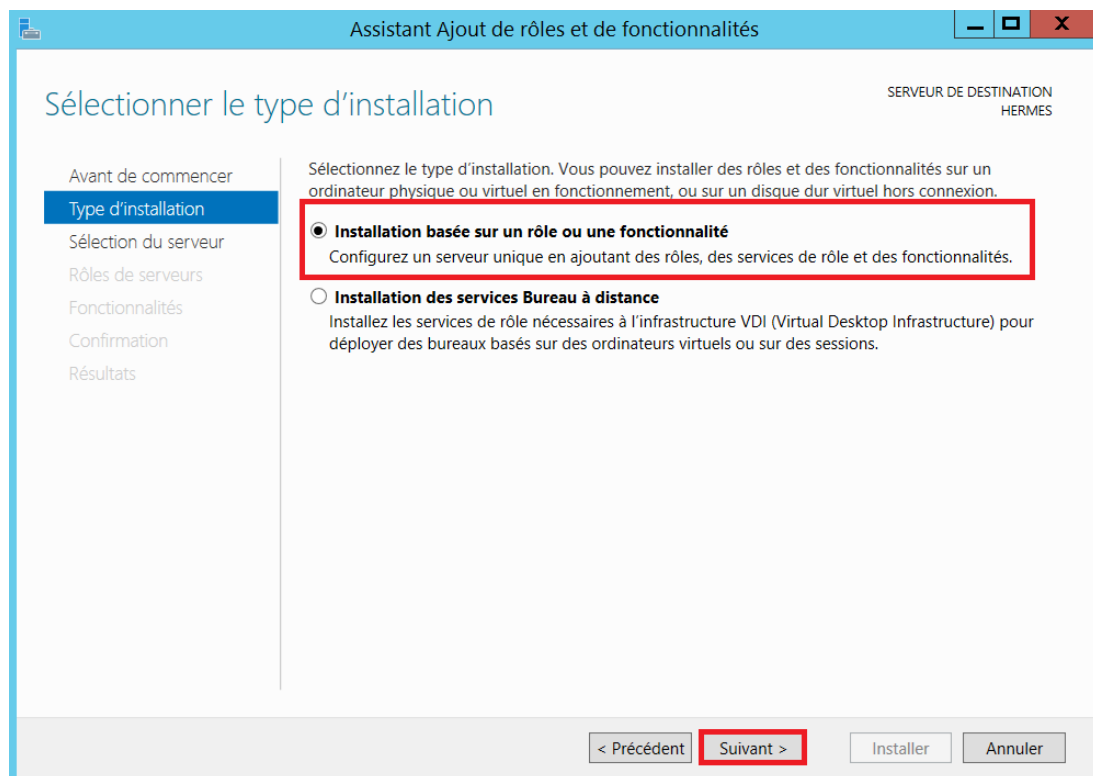 Assistant Ajout de rôles et de fonctionnalités
X
Sélectionner le type d'installation
SERVEUR DE DESTINATION
HERMES
Avant de commencer
Type d'installation
Sélection du serveur
Rôles de serveurs
Fonctionnalités
Confirmation
Résultats
Sélectionnez le type d'installation. Vous pouvez installer des rôles et des fonctionnalités sur un
ordinateur physique ou virtuel en fonctionnement, ou sur un disque dur virtuel hors connexion.
Installation basée sur un rôle ou une fonctionnalité
Configurez un serveur unique en ajoutant des rôles, des services de rôle et des fonctionnalités.
Installation des services Bureau à distance
Installez les services de rôle nécessaires à l'infrastructure VDI (Virtual Desktop Infrastructure) pour
déployer des bureaux basés sur des ordinateurs virtuels ou sur des sessions.
< Précédent
Suivant >
Installer
Annuler